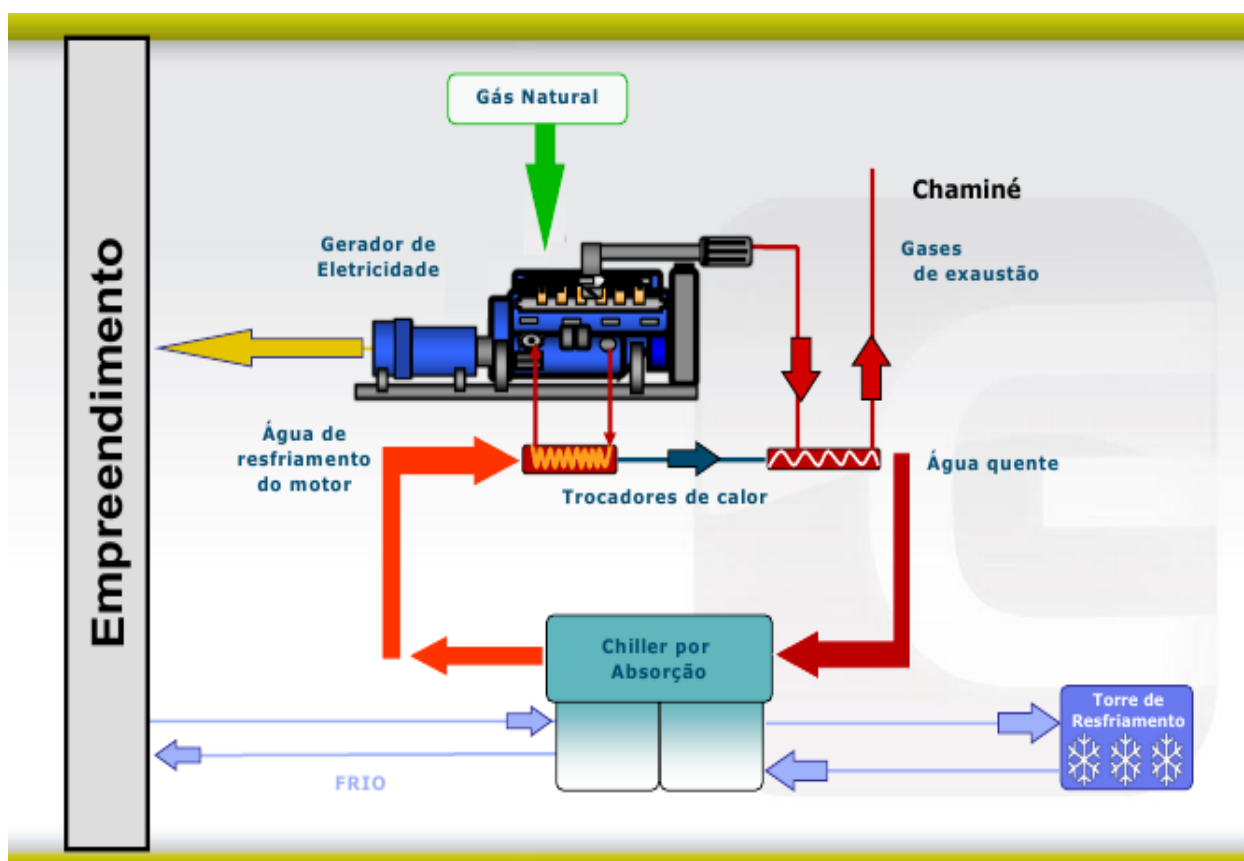 Empreendimento
Gás Natural
Chaminé
Gerador de
Eletricidade
Gases
de exaustão
Água de
resfriamento
do motor
Água quente
Trocadores de calor
Chiller por
Absorção
Torre de
Resfriamento
FRIO